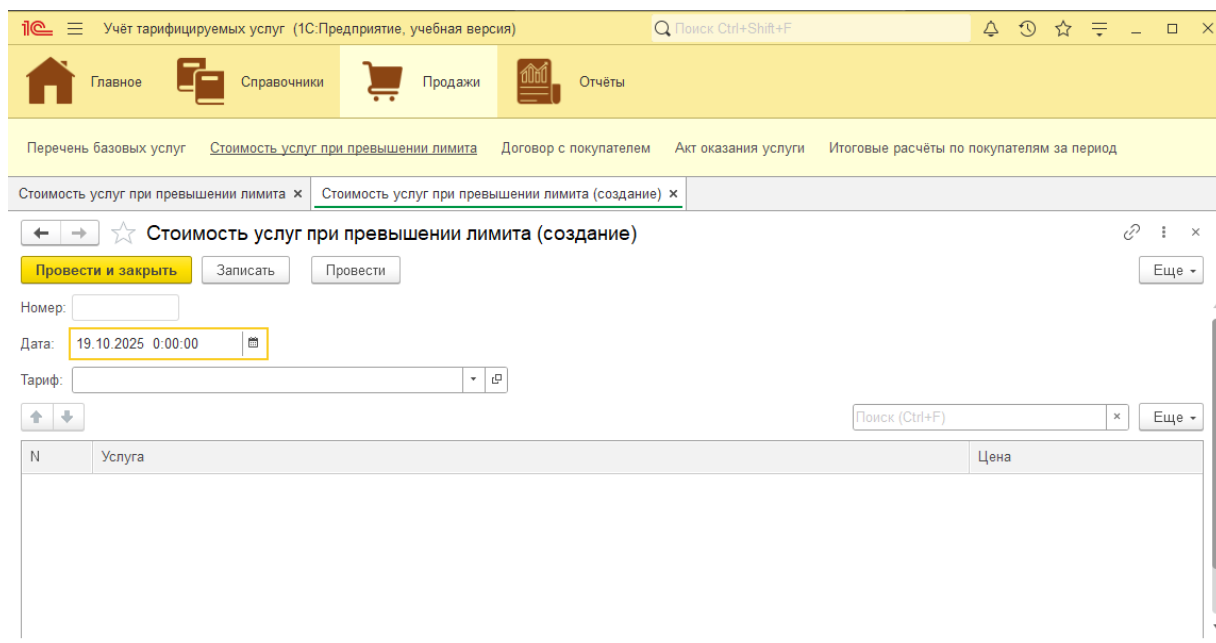 1С Учёт тарифицируемых услуг (1С:Предприятие, учебная версия) Поиск Ctrl+Shift+F
Главное Справочники Продажи Отчёты
Перечень базовых услуг Стоимость услуг при превышении лимита Договор с покупателем Акт оказания услуги Итоговые расчёты по покупателям за период
Стоимость услуг при превышении лимита × Стоимость услуг при превышении лимита (создание) ×
Стоимость услуг при превышении лимита (создание)
Провести и закрыть Записать Провести Еще
Номер:
Дата: 19.10.2025 0:00:00
Тариф:
Поиск (Ctrl+F) × Еще
N Услуга Цена